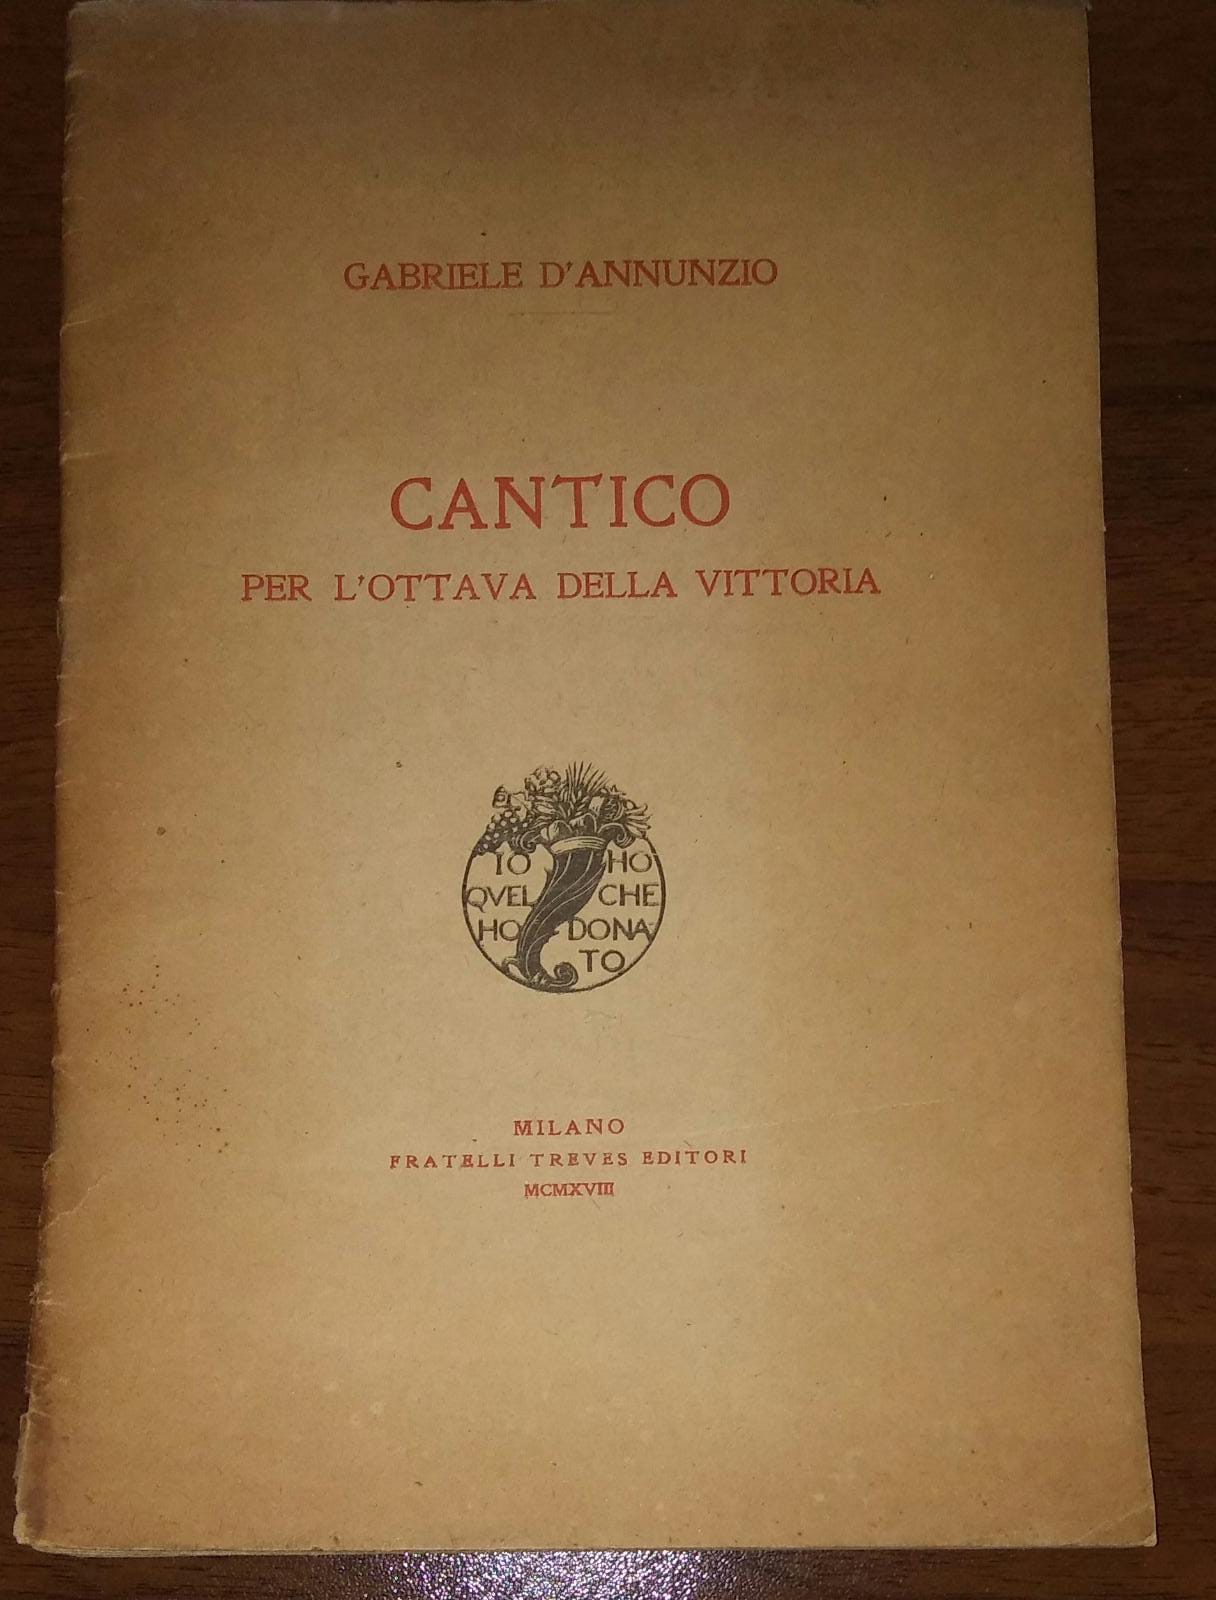 GABRIELE D'ANNUNZIO
CANTICO
PER L'OTTAVA DELLA VITTORIA
IO HO
QVEL CHE
HO DONA
TO
MILANO
FRATELLI TREVES EDITORI
MCMXVIII